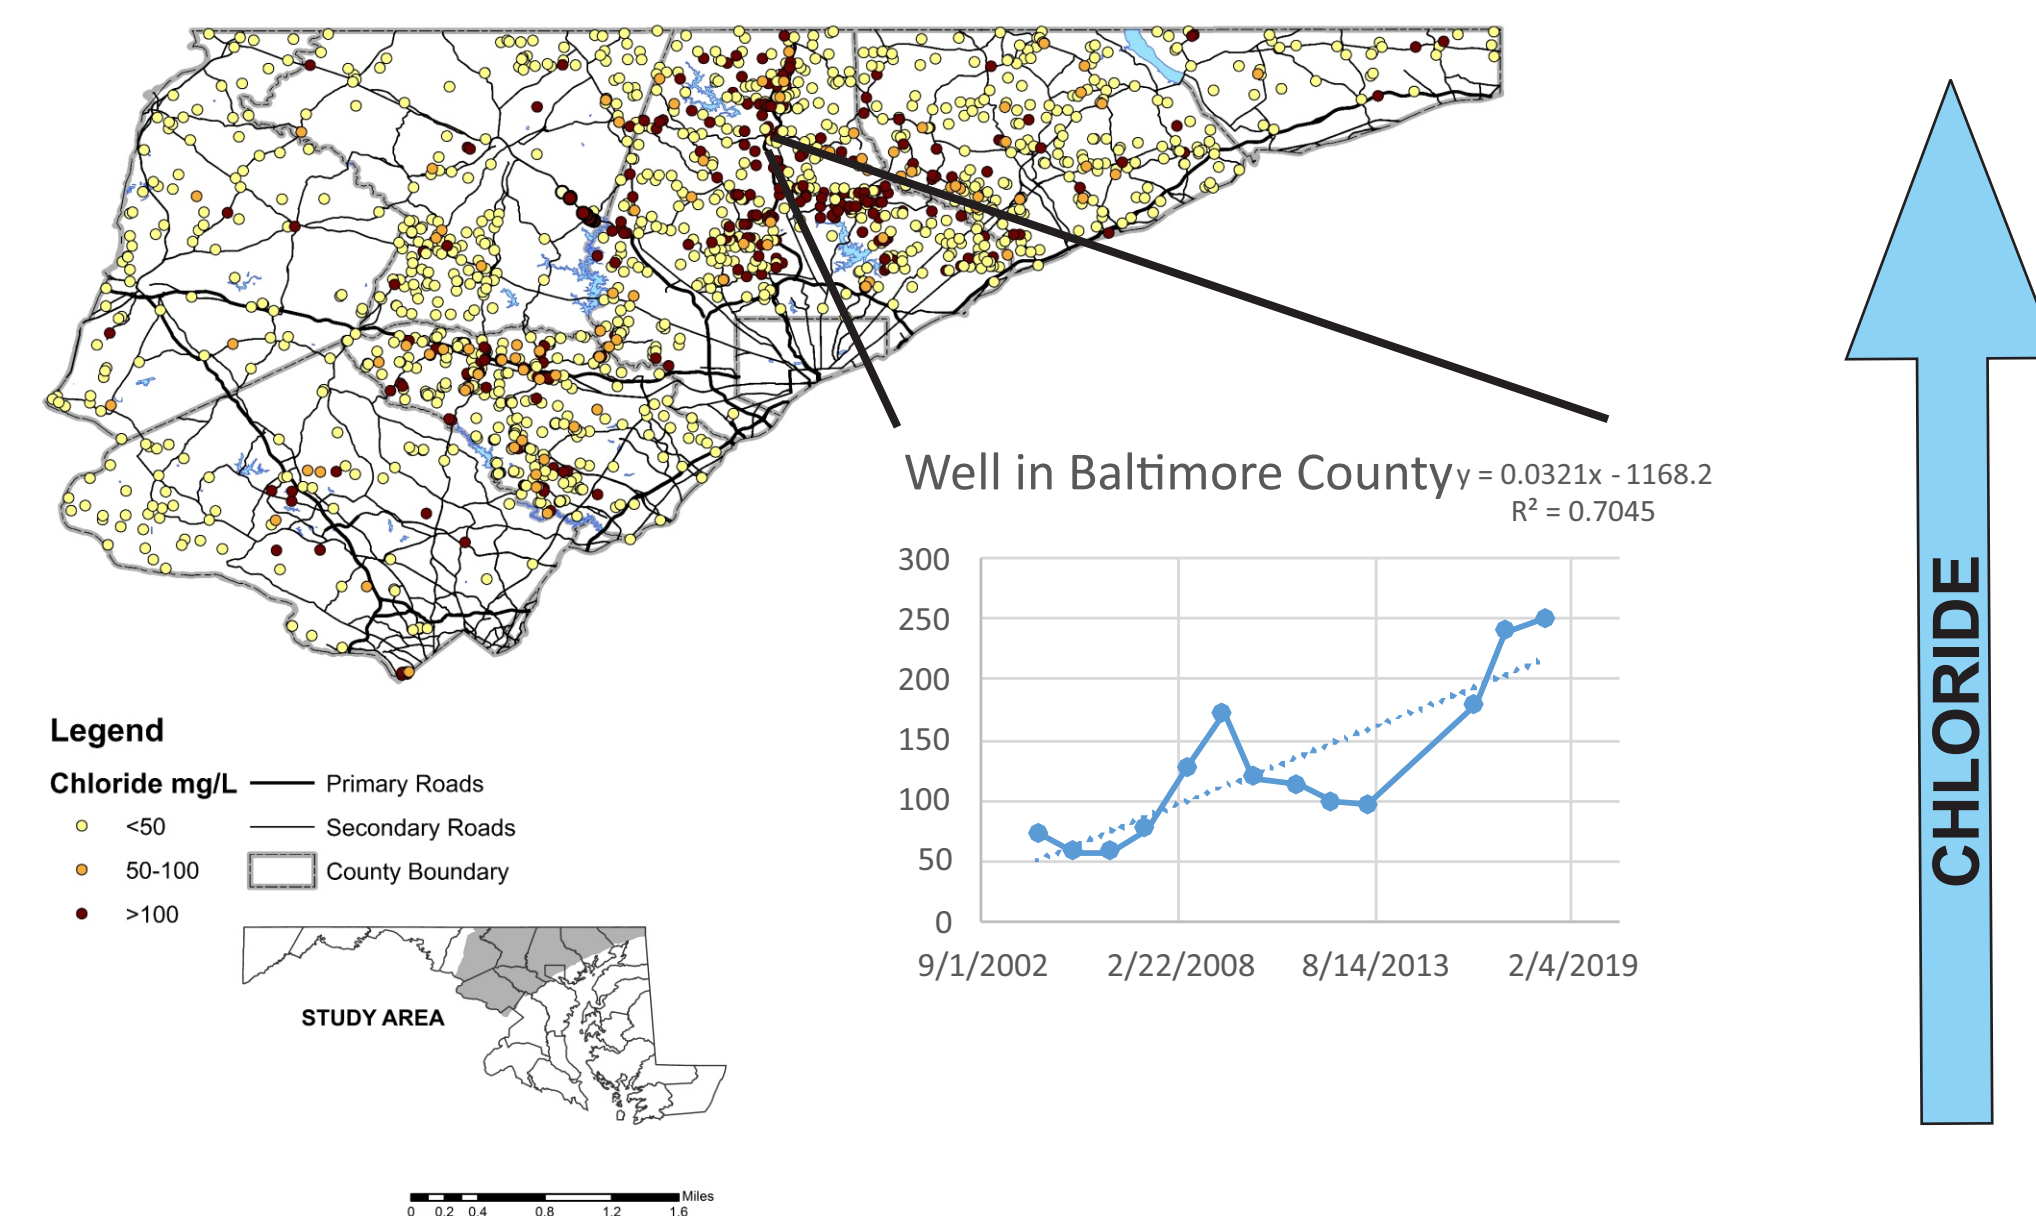 Well in Baltimore County
y = 0.0321x - 1168.2
R² = 0.7045
300
250
200
150
100
50
0
9/1/2002 2/22/2008 8/14/2013 2/4/2019
CHLORIDE
Legend
Chloride mg/L
<50
50-100
>100
Primary Roads
Secondary Roads
County Boundary
STUDY AREA
Miles
0 0.2 0.4 0.8 1.2 1.6